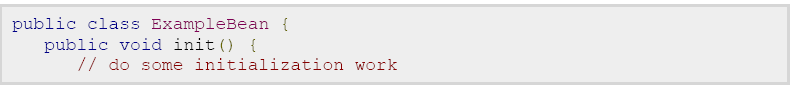 public class ExampleBean {
   public void init() {
      // do some initialization work